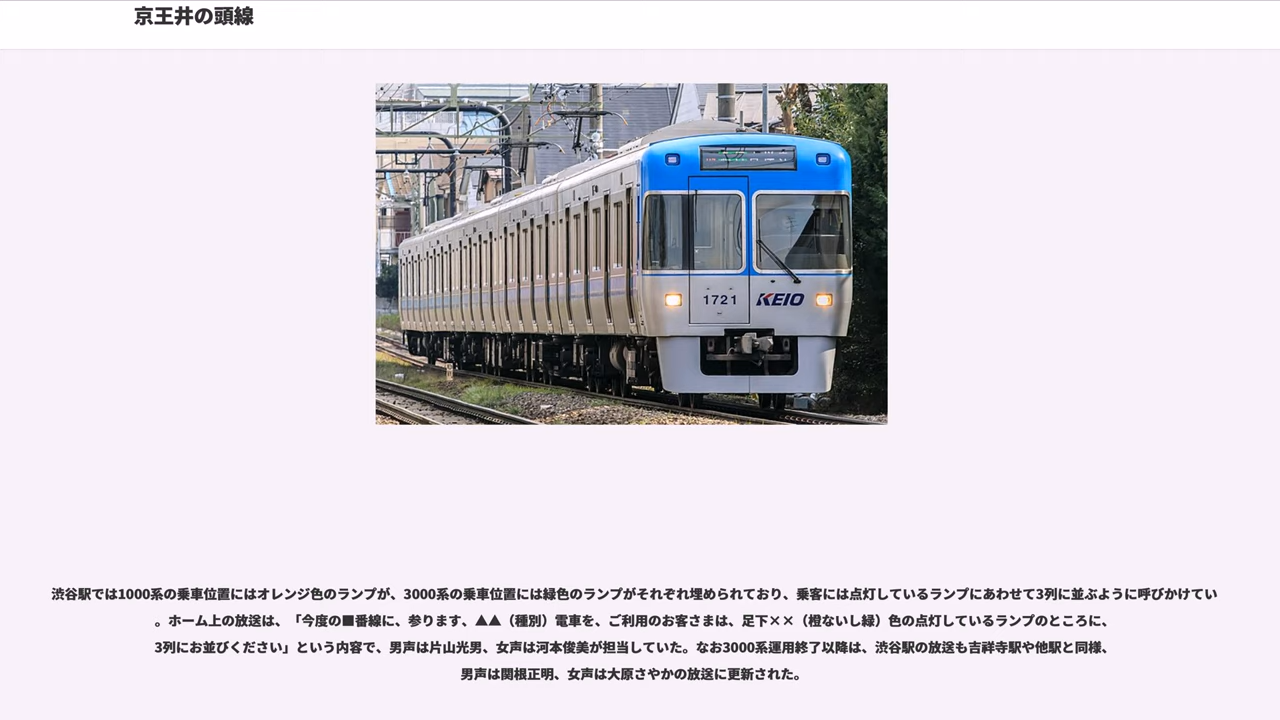 京王井の頭線
1721
KEIO
渋谷駅では1000系の乗車位置にはオレンジ色のランプが、3000系の乗車位置には緑色のランプがそれぞれ埋められており、乗客には点灯しているランプにあわせて3列に並ぶように呼びかけてい
。ホーム上の放送は、「今度の■番線に、参ります、▲▲（種別）電車を、ご利用のお客さまは、足下××（橙ないし緑）色の点灯しているランプのところに、
3列にお並びください」という内容で、男声は片山光男、女声は河本俊美が担当していた。なお3000系運用終了以降は、渋谷駅の放送も吉祥寺駅や他駅と同様、
男声は関根正明、女声は大原さやかの放送に更新された。